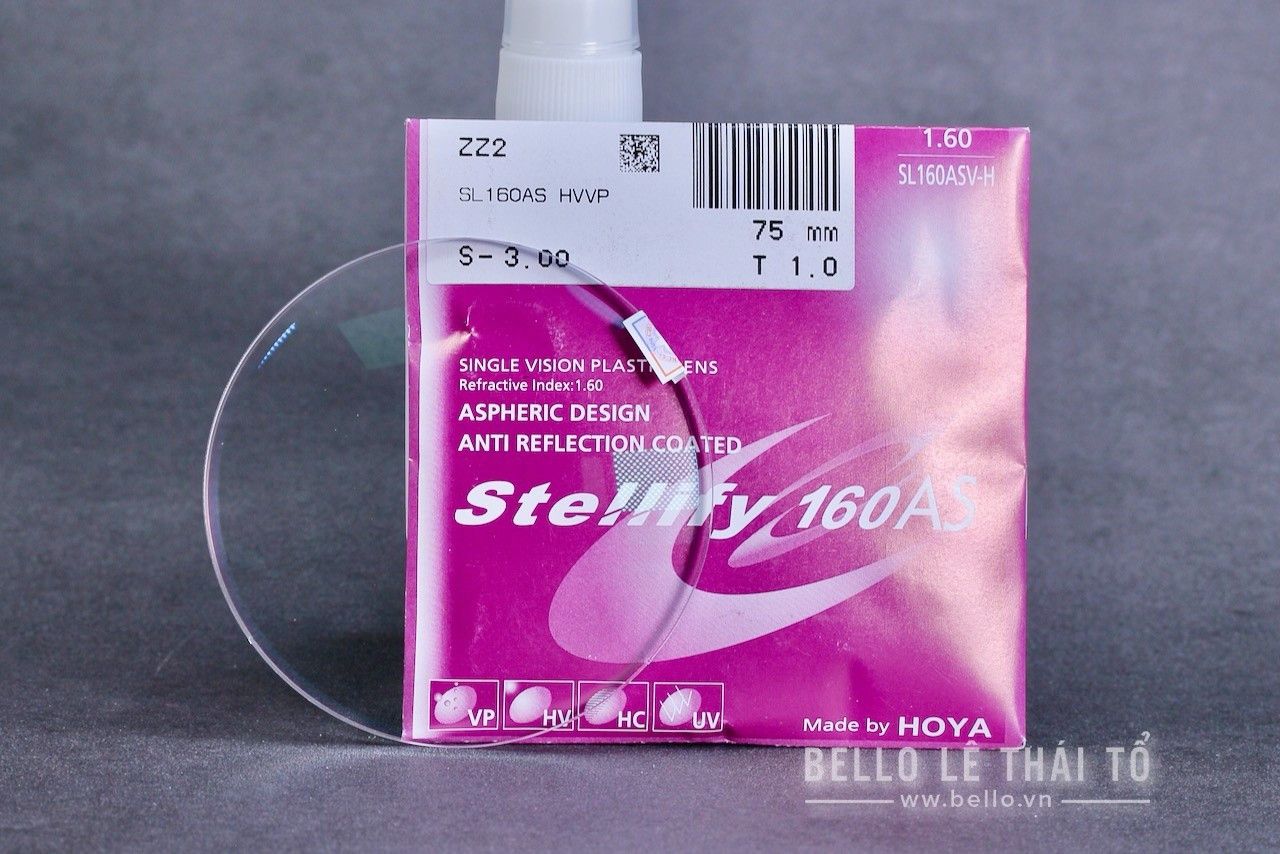 ZZ2
SL160AS HVVP
S- 3.00
75 mm
T 1.0
1.60
SL160ASV-H
SINGLE VISION PLASTIC LENS
Refractive Index:1.60
ASPHERIC DESIGN
ANTI REFLECTION COATED
Stellify 160AS
VP HV HC UV
Made by HOYA
BELLO LÊ THÁI TỔ
ww.bello.vn